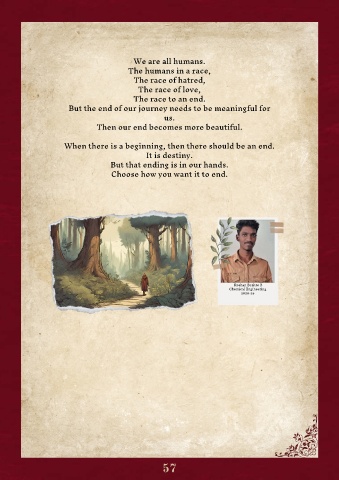 We are all humans.
The humans in a race,
The race of hatred,
The race of love,
The race to an end.
But the end of our journey needs to be meaningful for
us.
Then our end becomes more beautiful.
When there is a beginning, then there should be an end.
It is destiny.
But that ending is in our hands.
Choose how you want it to end.
Chemical Engineering
57